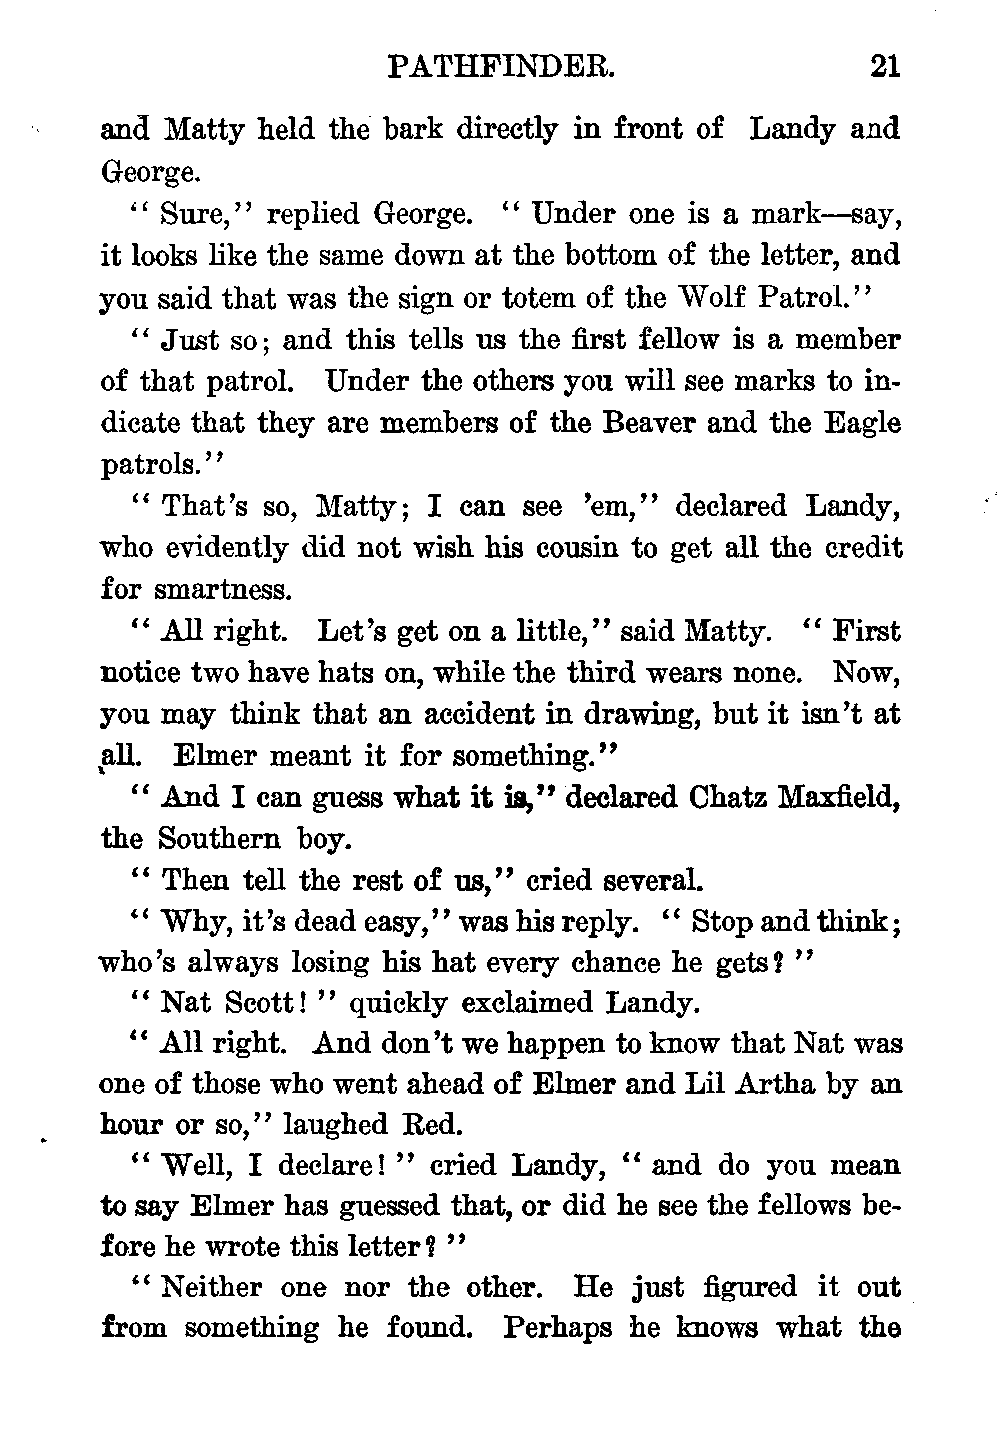 PATHFINDER. 21
and Matty held the bark directly in front of Landy and
George.
“ Sure,” replied George. “ Under one is a mark—say,
it looks like the same down at the bottom of the letter, and
you said that was the sign or totem of the Wolf Patrol.”
“ Just so; and this tells us the first fellow is a member
of that patrol. Under the others you will see marks to in-
dicate that they are members of the Beaver and the Eagle
patrols.”
“ That’s so, Matty; I can see ’em,” declared Landy,
who evidently did not wish his cousin to get all the credit
for smartness.
“ All right. Let’s get on a little,” said Matty. “ First
notice two have hats on, while the third wears none. Now,
you may think that an accident in drawing, but it isn’t at
all. Elmer meant it for something.”
“ And I can guess what it is,” declared Chatz Maxfield,
the Southern boy.
“ Then tell the rest of us,” cried several.
“ Why, it’s dead easy,” was his reply. “ Stop and think;
who’s always losing his hat every chance he gets? ”
“ Nat Scott! ” quickly exclaimed Landy.
“ All right. And don’t we happen to know that Nat was
one of those who went ahead of Elmer and Lil Artha by an
hour or so,” laughed Red.
“ Well, I declare! ” cried Landy, “ and do you mean
to say Elmer has guessed that, or did he see the fellows be-
fore he wrote this letter? ”
“ Neither one nor the other. He just figured it out
from something he found. Perhaps he knows what the